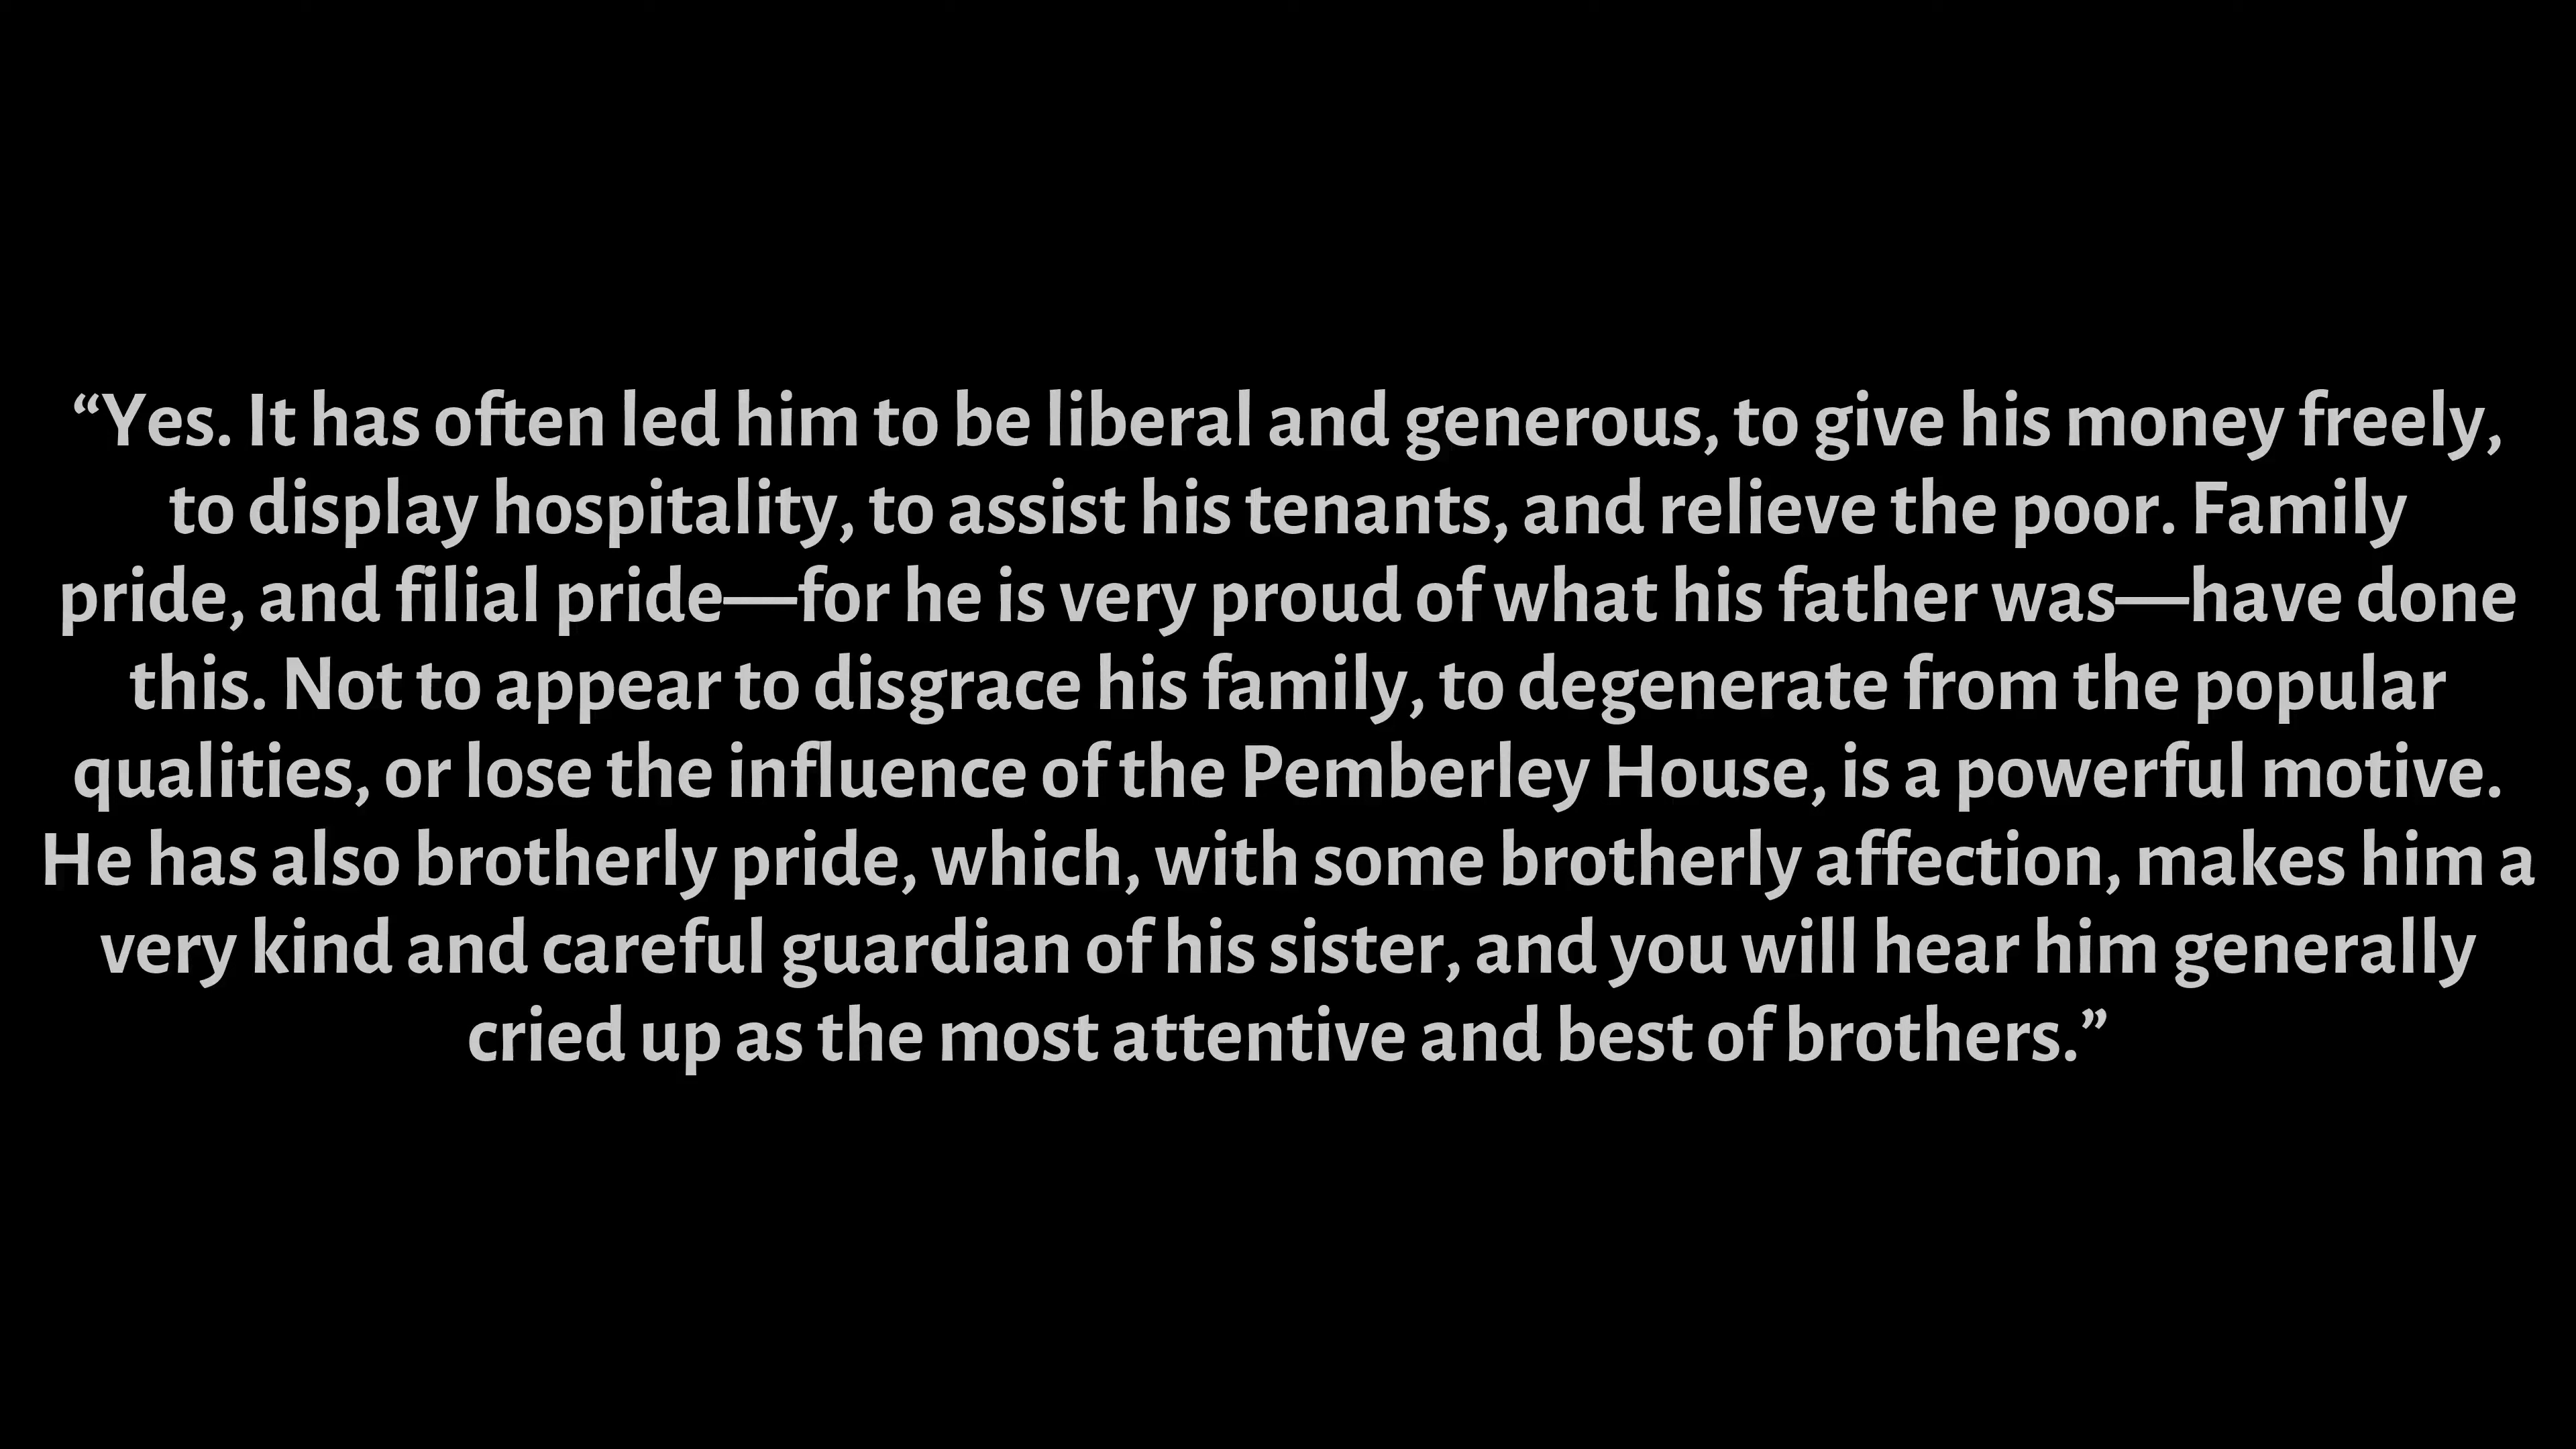 “Yes. It has often led him to be liberal and generous, to give his money freely,
to display hospitality, to assist his tenants, and relieve the poor. Family
pride, and filial pride—for he is very proud of what his father was—have done
this. Not to appear to disgrace his family, to degenerate from the popular
qualities, or lose the influence of the Pemberley House, is a powerful motive.
He has also brotherly pride, which, with some brotherly affection, makes him a
very kind and careful guardian of his sister, and you will hear him generally
cried up as the most attentive and best of brothers.”